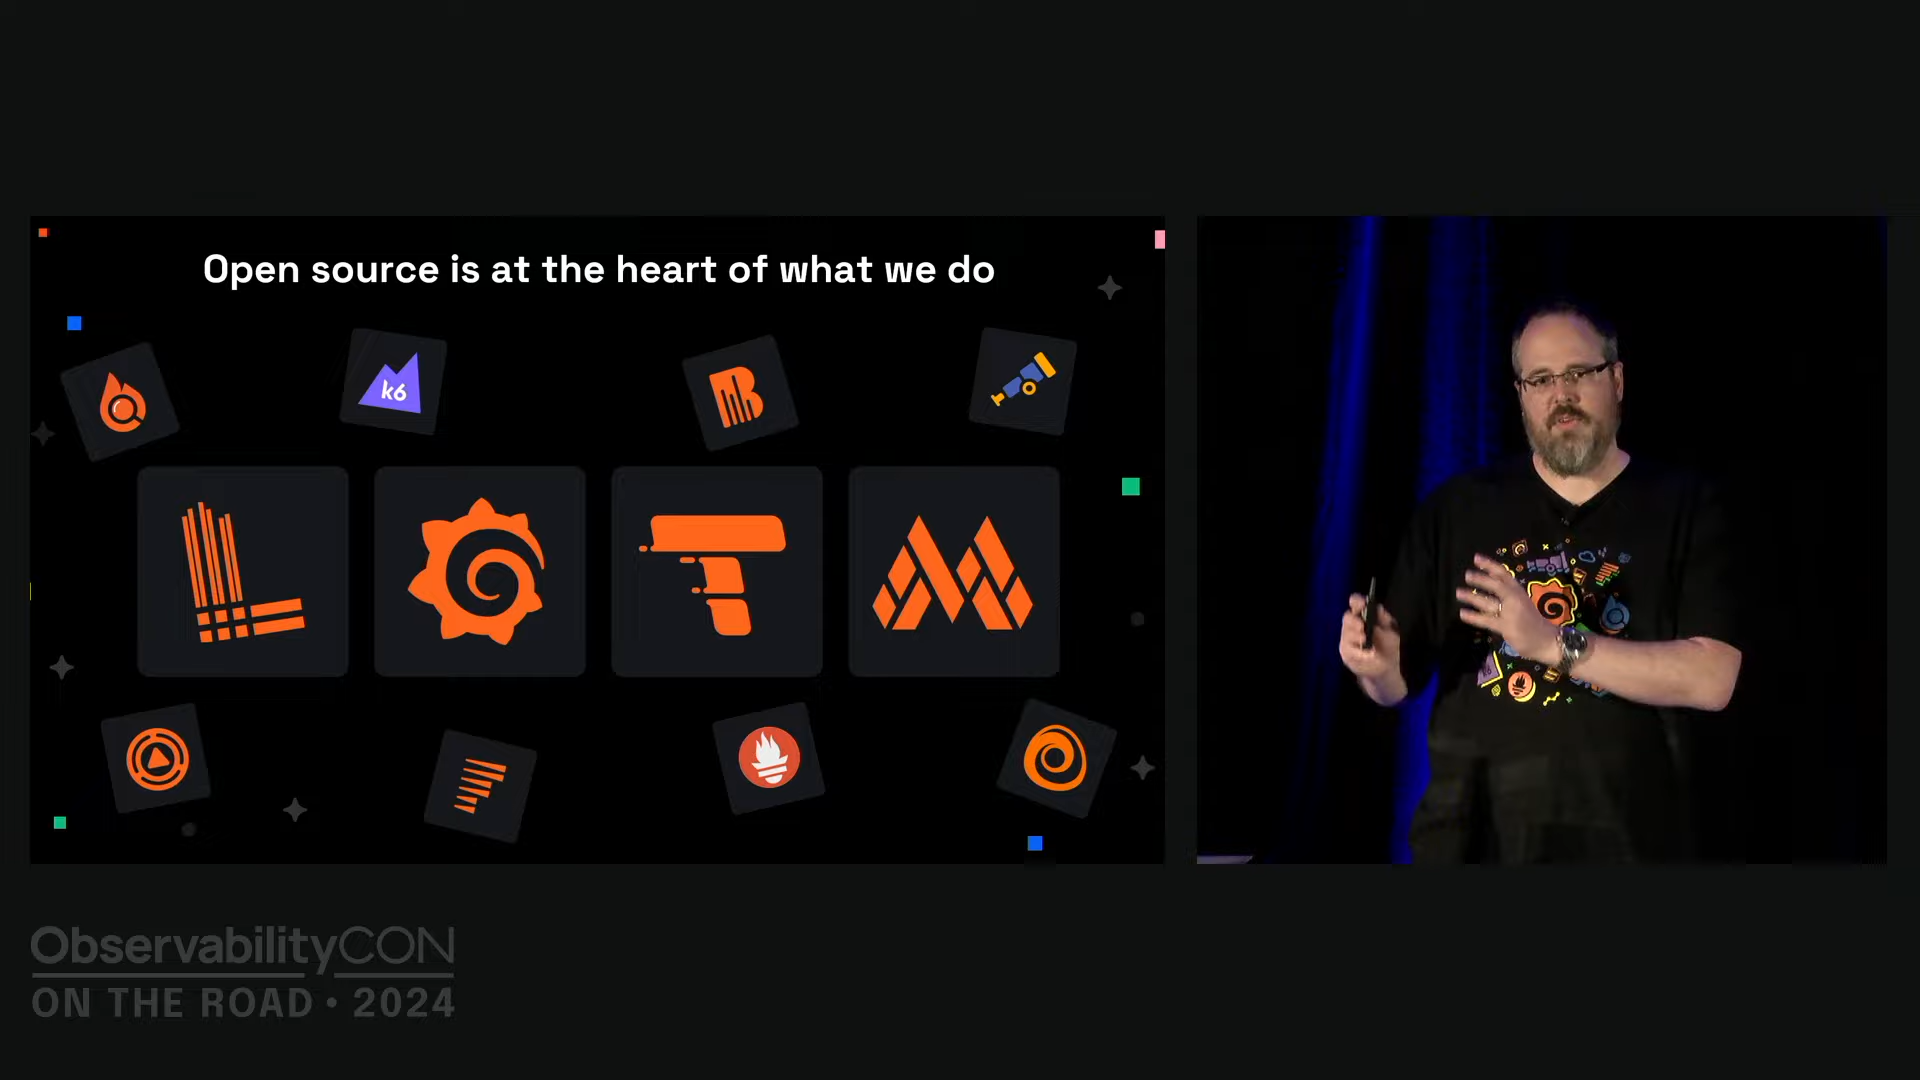 Open source is at the heart of what we do
k6
ObservabilityCON
ON THE ROAD • 2024